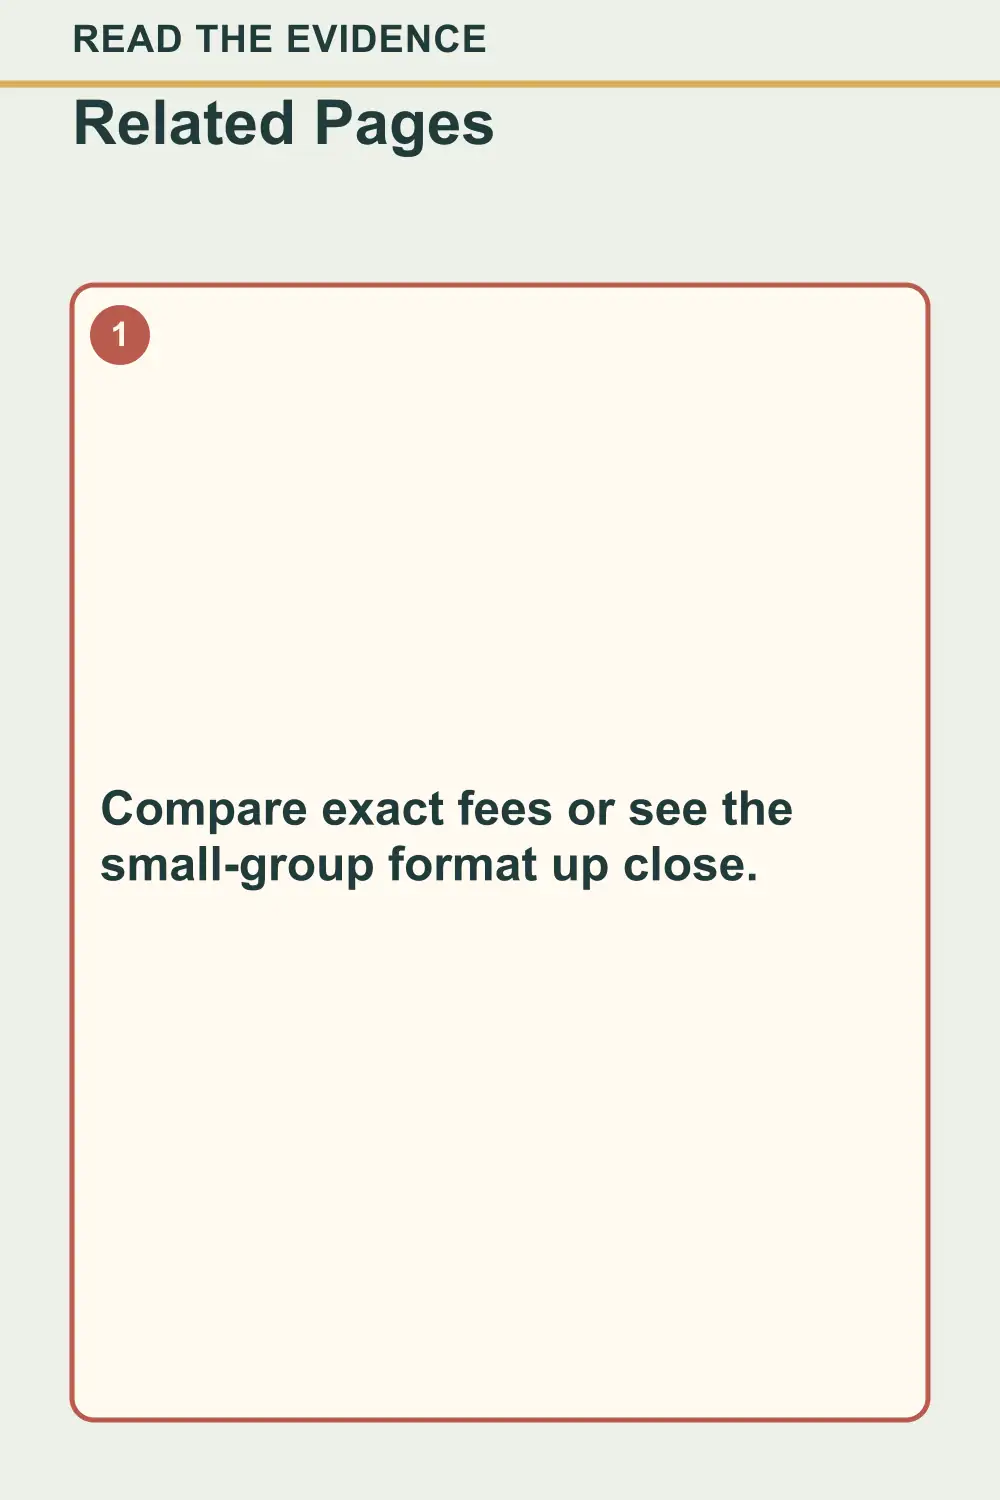 READ THE EVIDENCE
Related Pages
1
Compare exact fees or see the
small-group format up close.